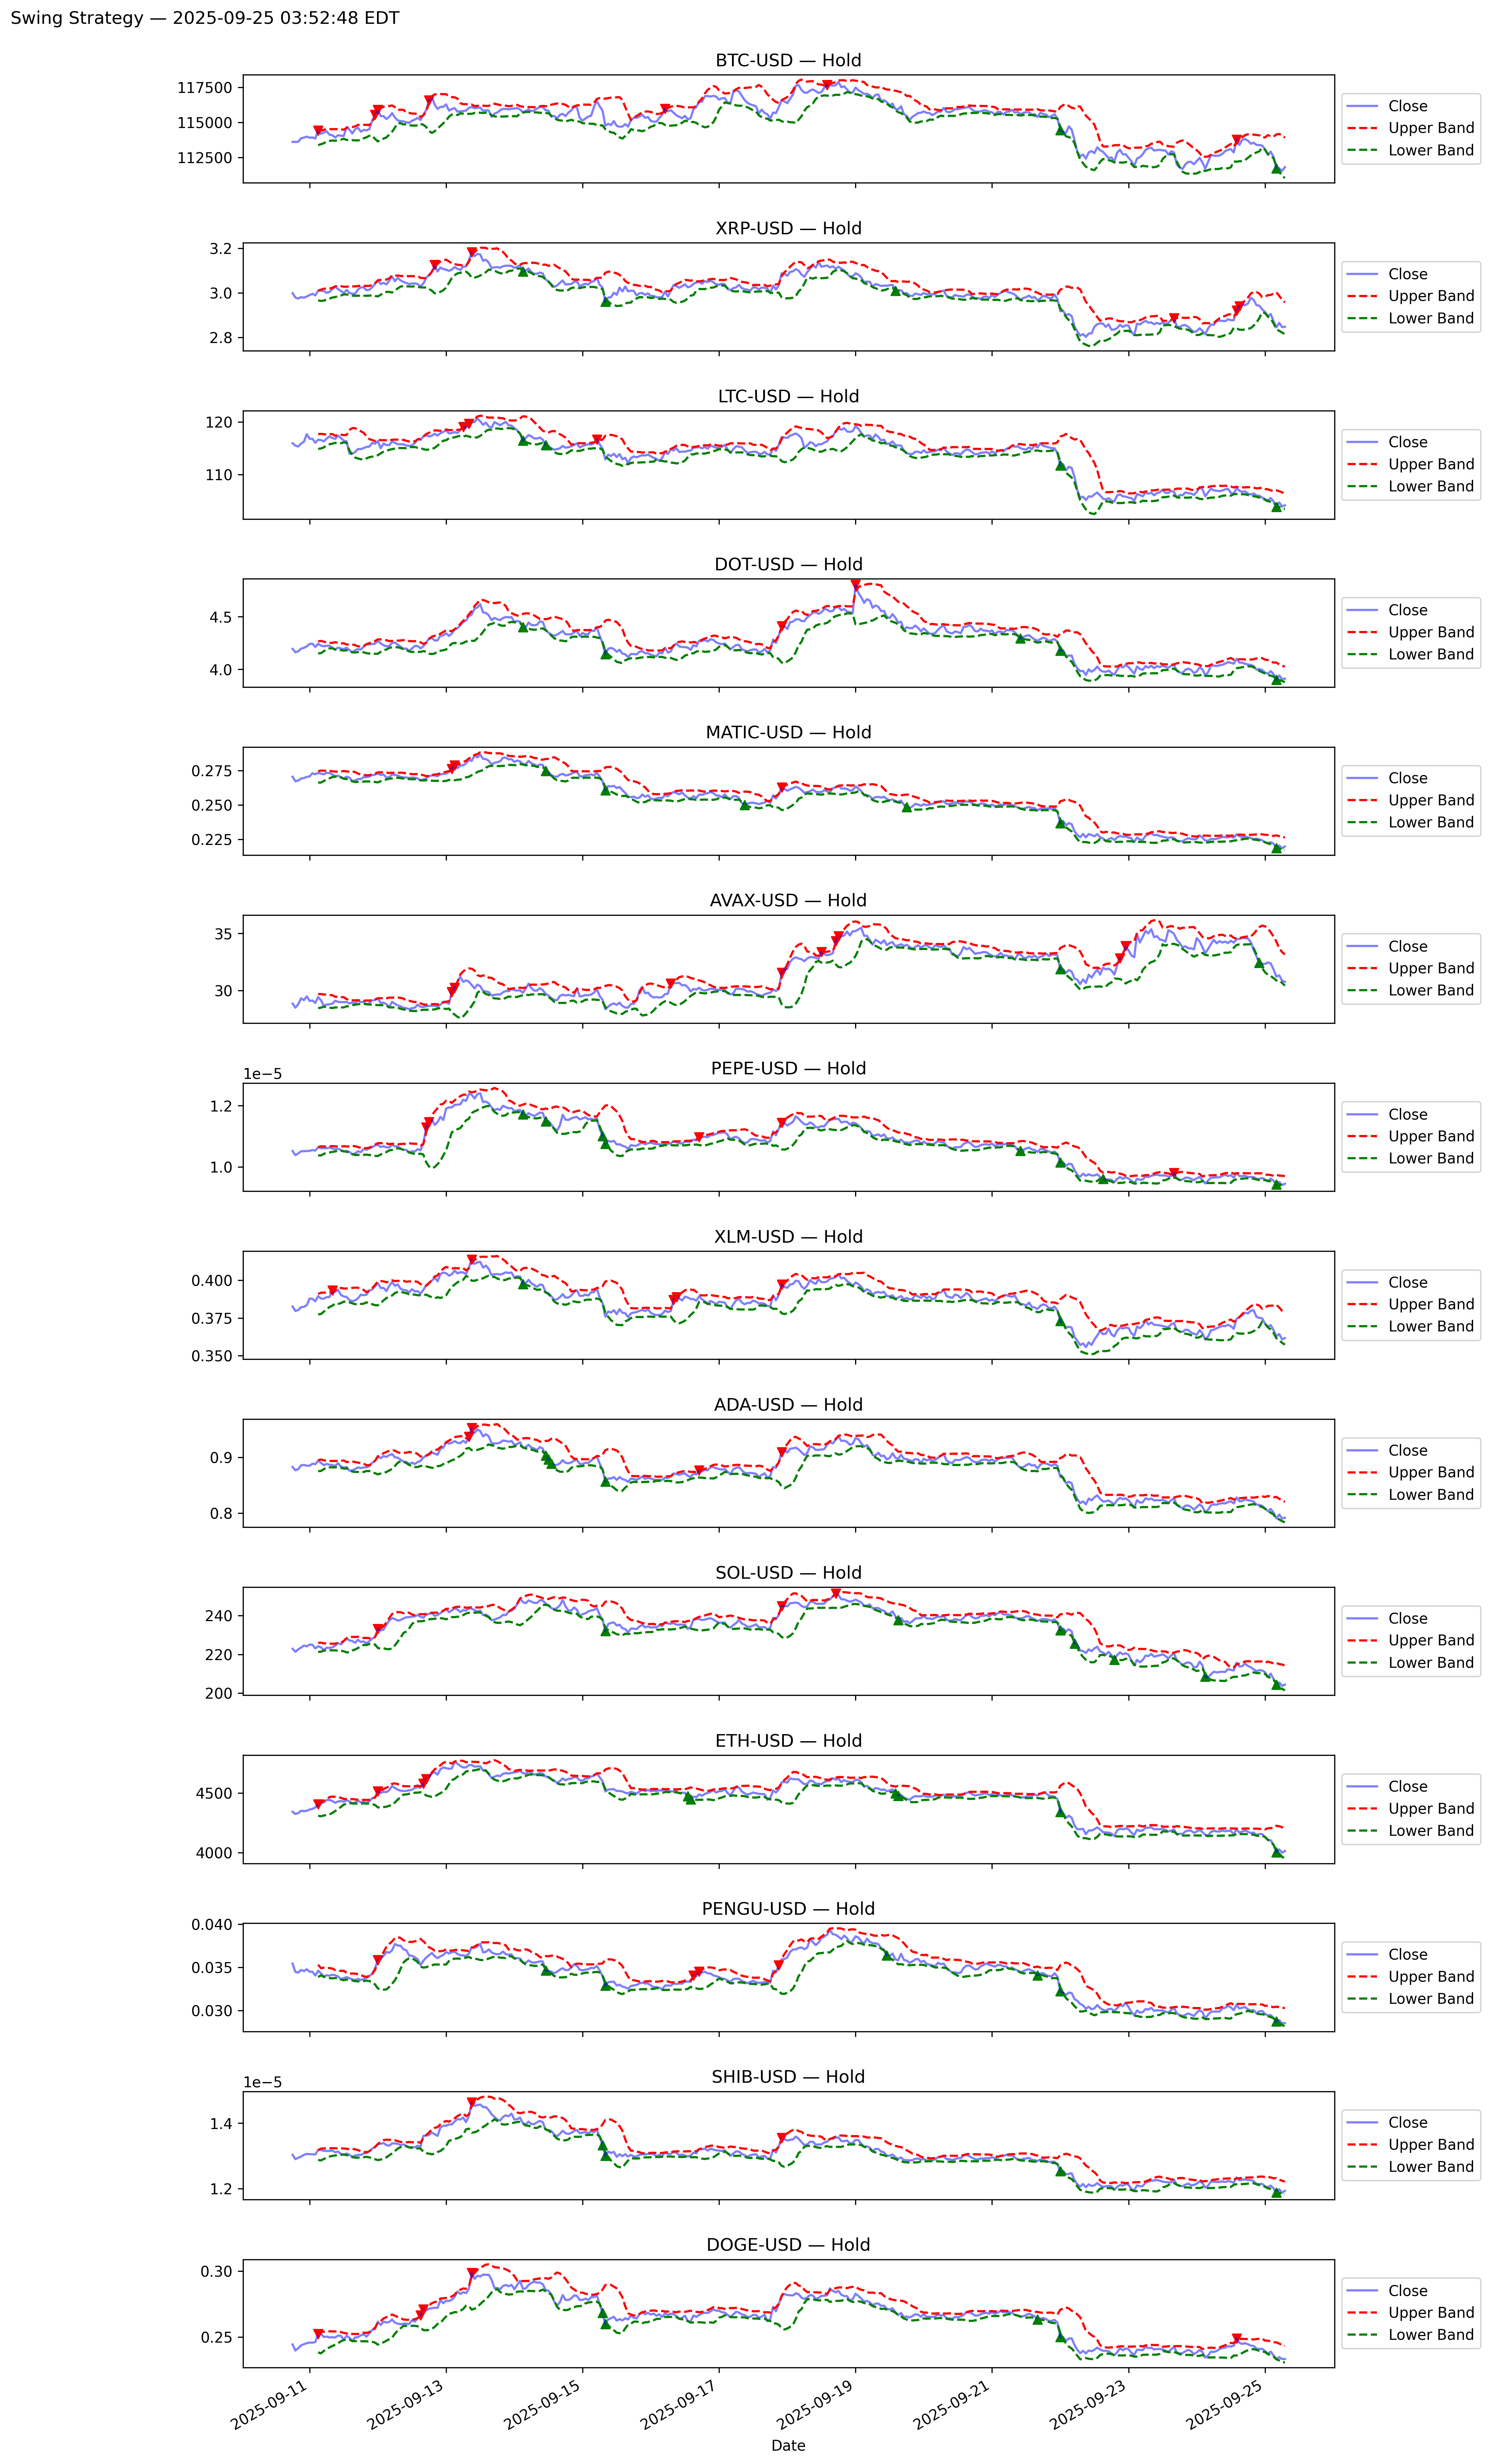 Swing Strategy — 2025-09-25 03:52:48 EDT
BTC-USD — Hold
117500
115000
112500
Close
Upper Band
Lower Band
XRP-USD — Hold
3.2
3.0
2.8
Close
Upper Band
Lower Band
LTC-USD — Hold
120
110
Close
Upper Band
Lower Band
DOT-USD — Hold
4.5
4.0
Close
Upper Band
Lower Band
MATIC-USD — Hold
0.275
0.250
0.225
Close
Upper Band
Lower Band
AVAX-USD — Hold
35
30
Close
Upper Band
Lower Band
PEPE-USD — Hold
1e−5
1.2
1.0
Close
Upper Band
Lower Band
XLM-USD — Hold
0.400
0.375
0.350
Close
Upper Band
Lower Band
ADA-USD — Hold
0.9
0.8
Close
Upper Band
Lower Band
SOL-USD — Hold
240
220
200
Close
Upper Band
Lower Band
ETH-USD — Hold
4500
4000
Close
Upper Band
Lower Band
PENGU-USD — Hold
0.040
0.035
0.030
Close
Upper Band
Lower Band
SHIB-USD — Hold
1e−5
1.4
1.2
Close
Upper Band
Lower Band
DOGE-USD — Hold
0.30
0.25
Close
Upper Band
Lower Band
2025-09-11
2025-09-13
2025-09-15
2025-09-17
2025-09-19
2025-09-21
2025-09-23
2025-09-25
Date